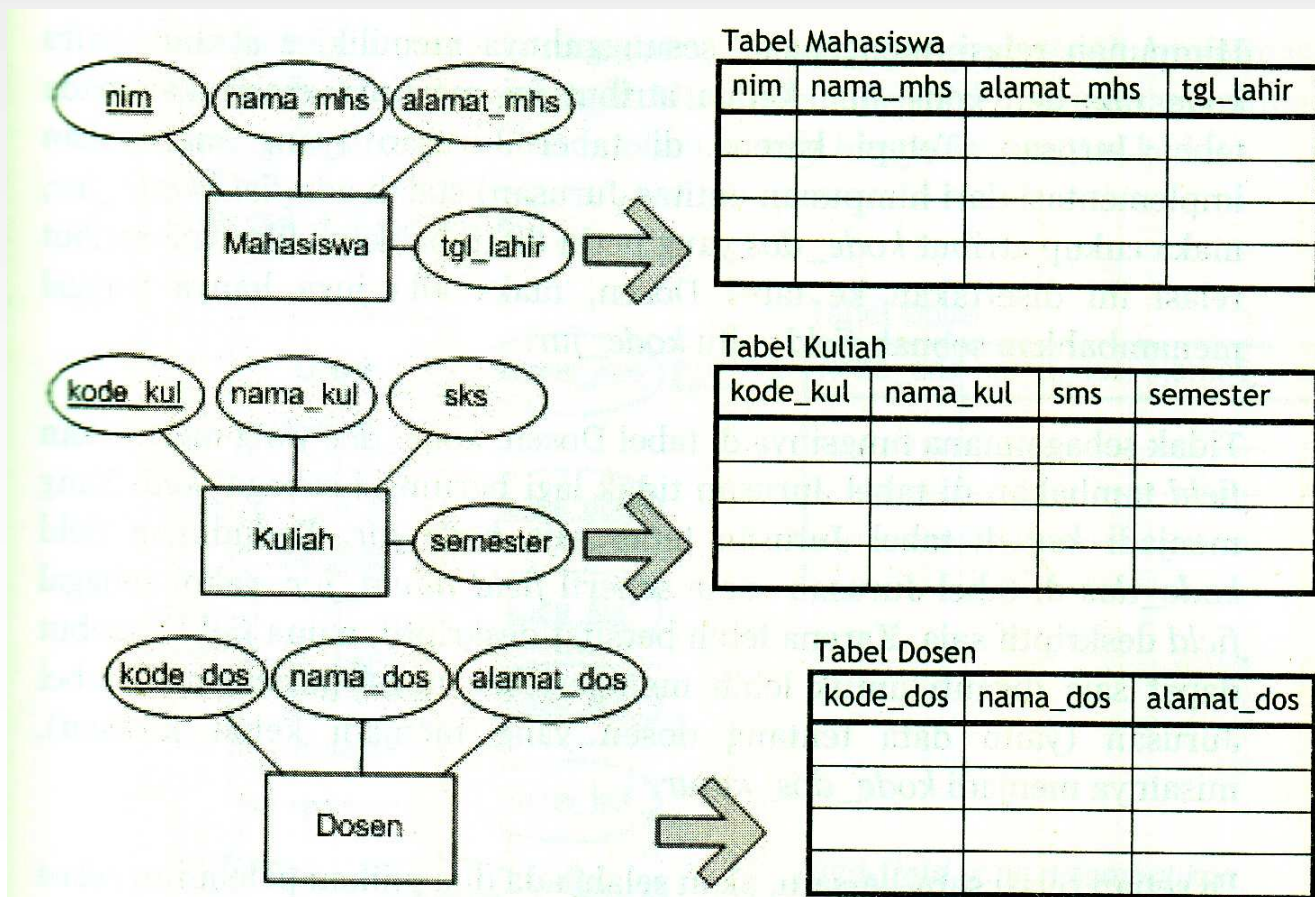 Tabel Mahasiswa
nim nama_mhs alamat_mhs tgl_lahir
nim nama_mhs alamat_mhs
Mahasiswa tgl_lahir
Tabel Kuliah
kode_kul nama_kul sms semester
kode_kul nama_kul sks
Kuliah semester
Tabel Dosen
kode_dos nama_dos alamat_dos
kode_dos nama_dos alamat_dos
Dosen